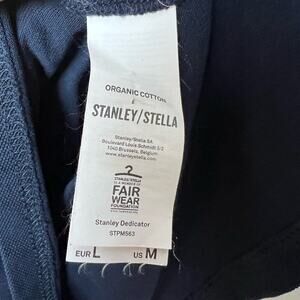 ORGANIC COTTON
STANLEY/STELLA
Stanley/Stella SA
Boulevard Louis Schmidt 3/2
1040 Brussels, Belgium
www.stanleystella.com
STANLEY/STELLA
IS A MEMBER OF
FAIR
WEAR
FOUNDATION
Stanley Dedicator
STPM563
EUR L US M